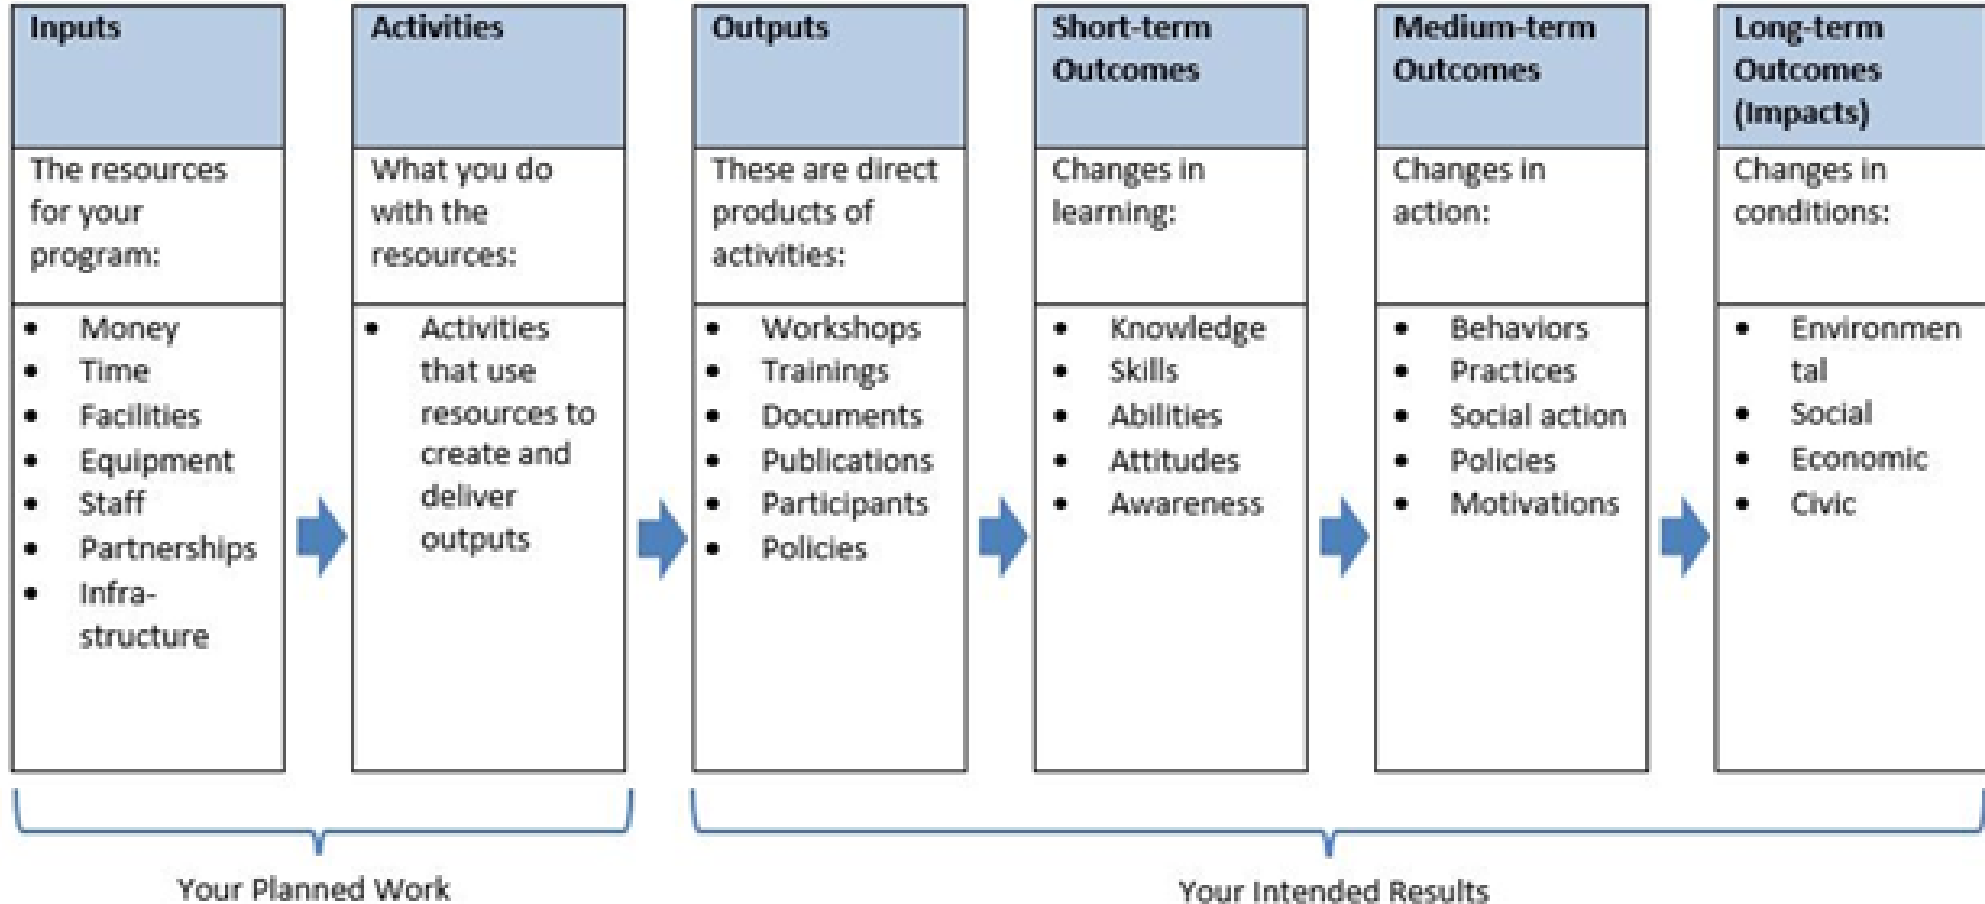 Inputs
The resources
for your
program:
• Money
• Time
• Facilities
• Equipment
• Staff
• Partnerships
• Infra-
structure
Activities
What you do
with the
resources:
• Activities
that use
resources to
create and
deliver
outputs
Outputs
These are direct
products of
activities:
• Workshops
• Trainings
• Documents
• Publications
• Participants
• Policies
Short-term
Outcomes
Changes in
learning:
• Knowledge
• Skills
• Abilities
• Attitudes
• Awareness
Medium-term
Outcomes
Changes in
action:
• Behaviors
• Practices
• Social action
• Policies
• Motivations
Long-term
Outcomes
(Impacts)
Changes in
conditions:
• Environmen
tal
• Social
• Economic
• Civic
Your Planned Work
Your Intended Results